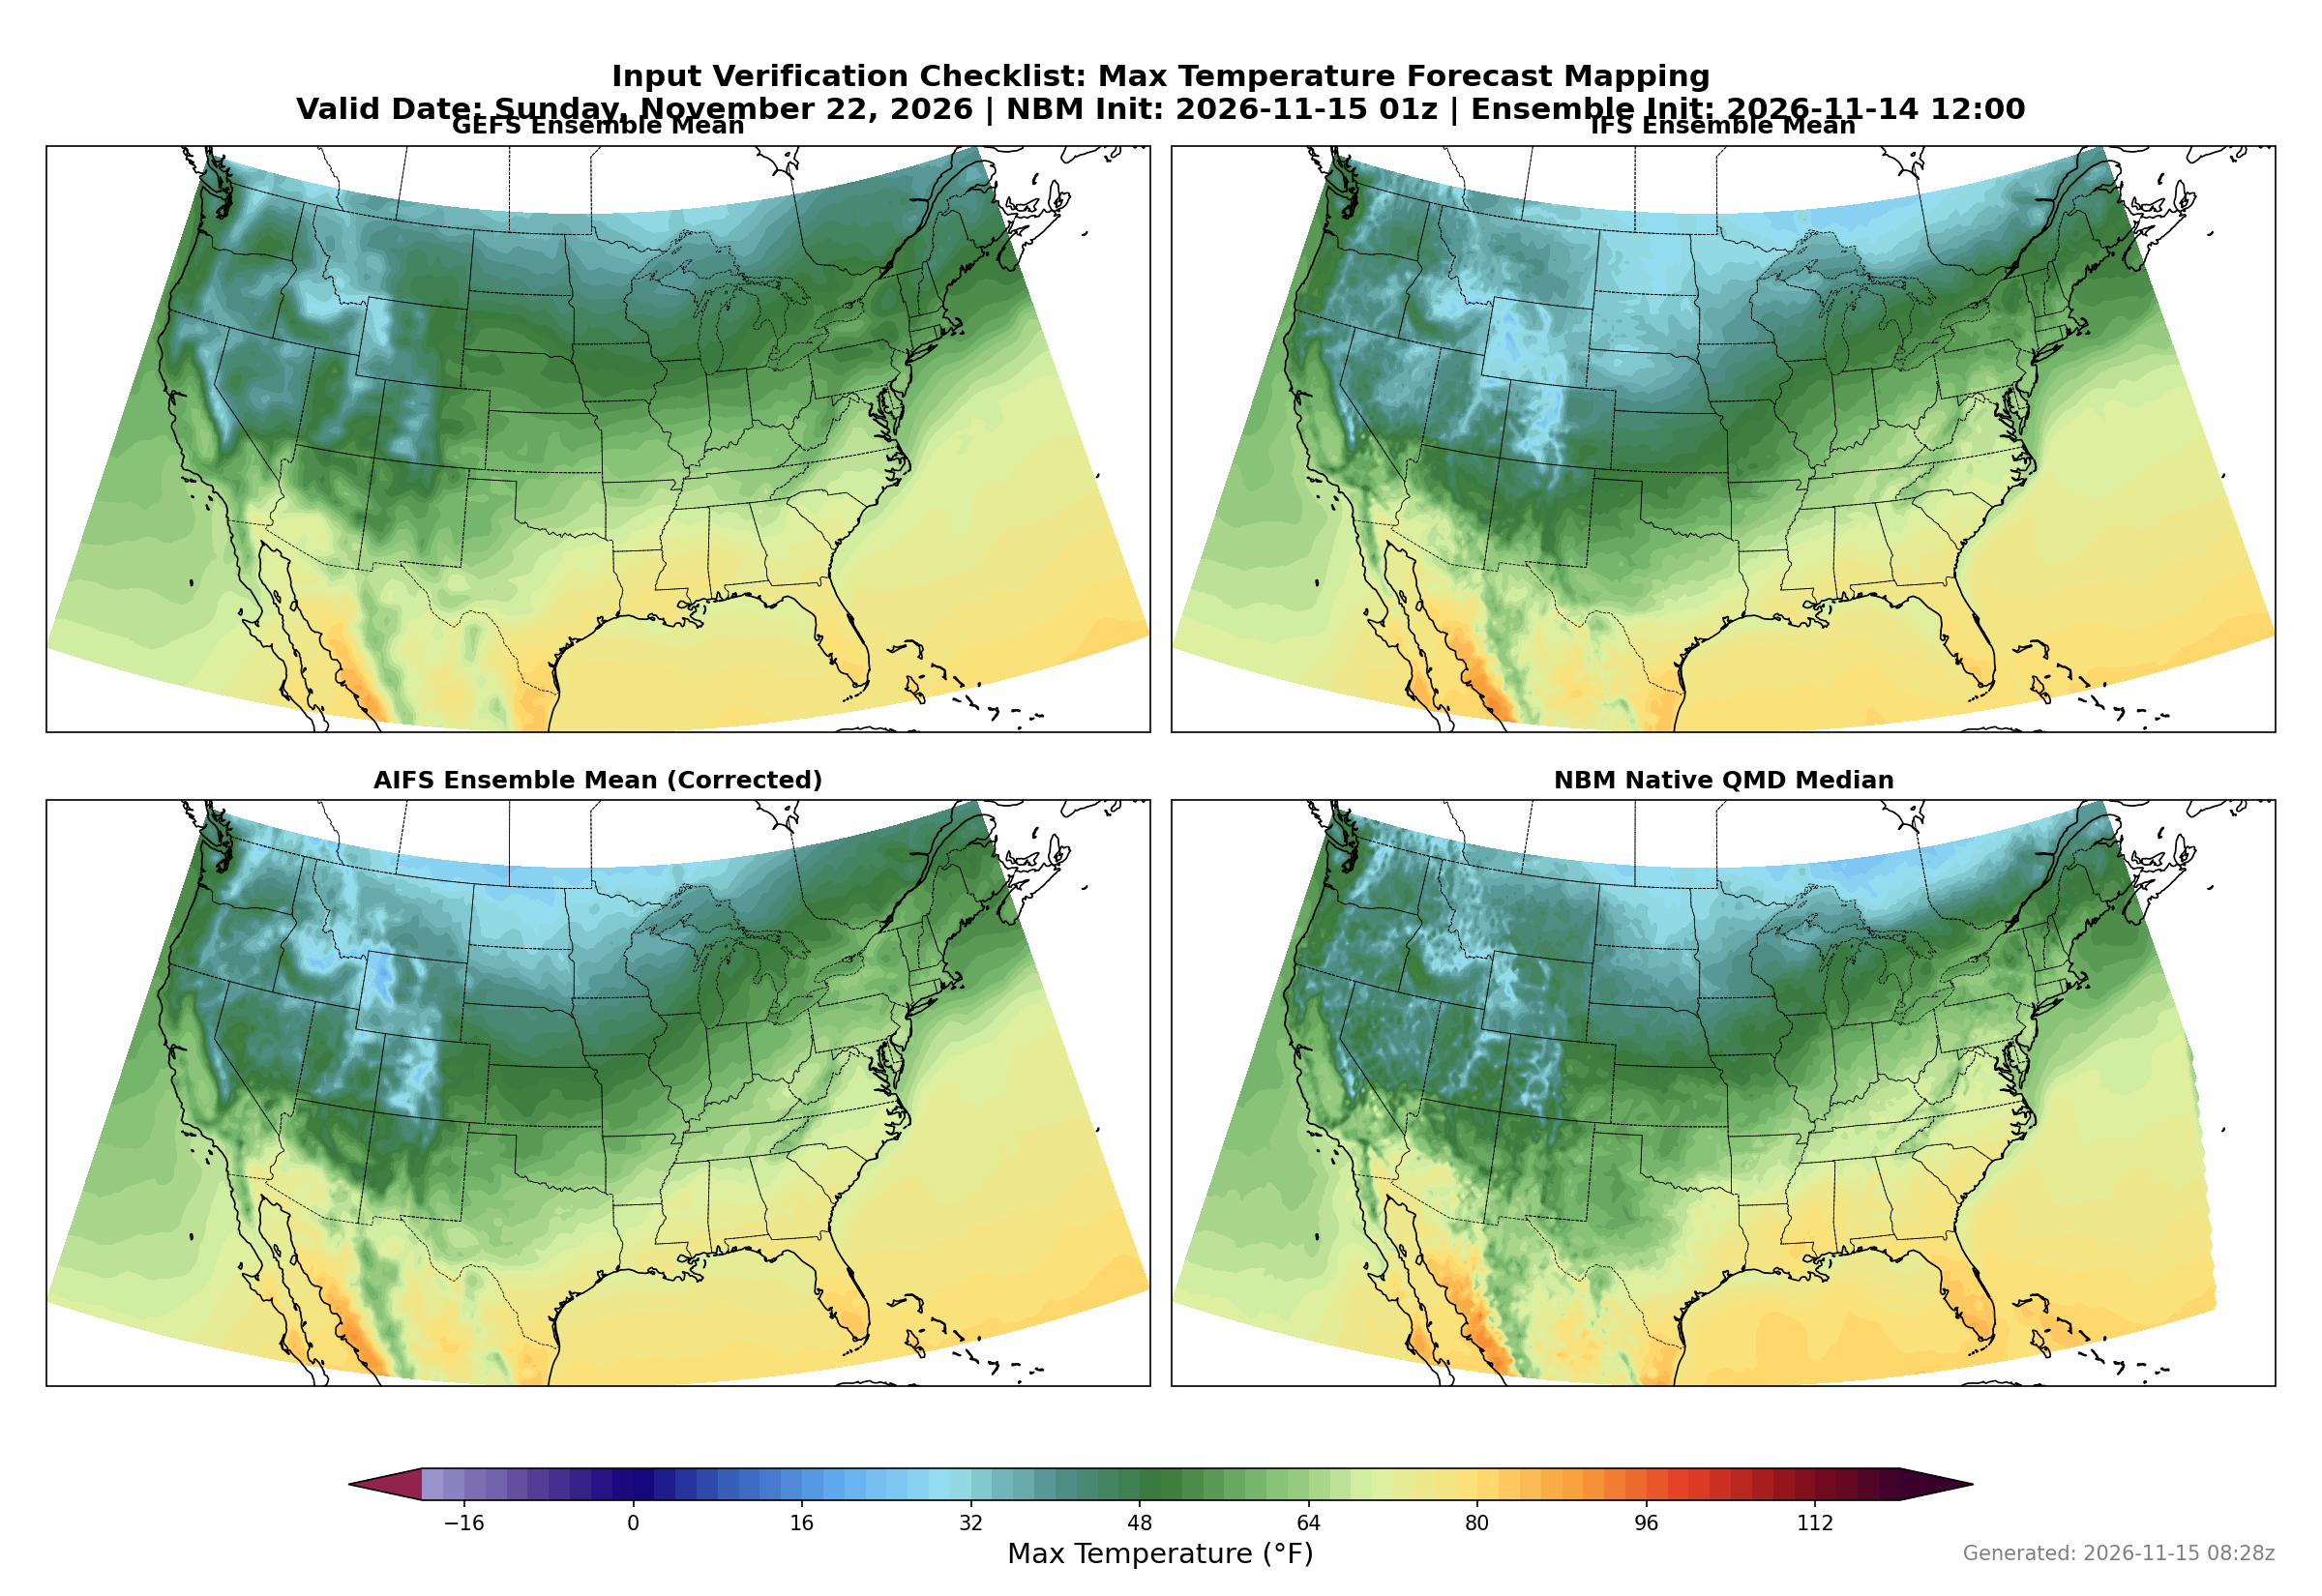 Input Verification Checklist: Max Temperature Forecast Mapping
Valid Date: Sunday, November 22, 2026 | NBM Init: 2026-11-15 01z | Ensemble Init: 2026-11-14 12:00
GEFS Ensemble Mean
IFS Ensemble Mean
AIFS Ensemble Mean (Corrected)
NBM Native QMD Median
−16 0 16 32 48 64 80 96 112
Max Temperature (°F)
Generated: 2026-11-15 08:28z